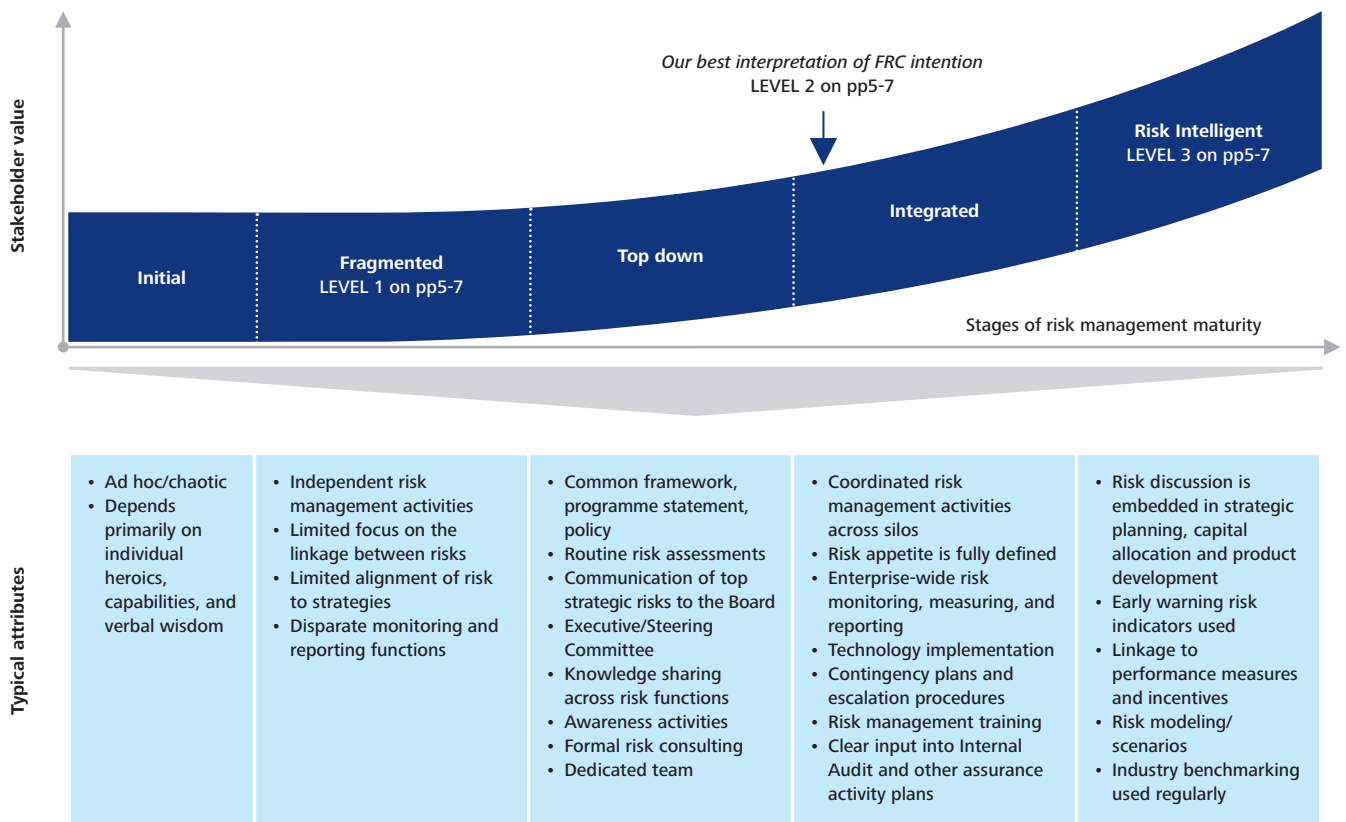 Stakeholder value
Our best interpretation of FRC intention
LEVEL 2 on pp5-7
Initial
Fragmented
LEVEL 1 on pp5-7
Top down
Integrated
Risk Intelligent
LEVEL 3 on pp5-7
Stages of risk management maturity
Typical attributes
• Ad hoc/chaotic
• Depends
primarily on
individual
heroics,
capabilities, and
verbal wisdom
• Independent risk
management activities
• Limited focus on the
linkage between risks
• Limited alignment of risk
to strategies
• Disparate monitoring and
reporting functions
• Common framework,
programme statement,
policy
• Routine risk assessments
• Communication of top
strategic risks to the Board
• Executive/Steering
Committee
• Knowledge sharing
across risk functions
• Awareness activities
• Formal risk consulting
• Dedicated team
• Coordinated risk
management activities
across silos
• Risk appetite is fully defined
• Enterprise-wide risk
monitoring, measuring, and
reporting
• Technology implementation
• Contingency plans and
escalation procedures
• Risk management training
• Clear input into Internal
Audit and other assurance
activity plans
• Risk discussion is
embedded in strategic
planning, capital
allocation and product
development
• Early warning risk
indicators used
• Linkage to
performance measures
and incentives
• Risk modeling/
scenarios
• Industry benchmarking
used regularly